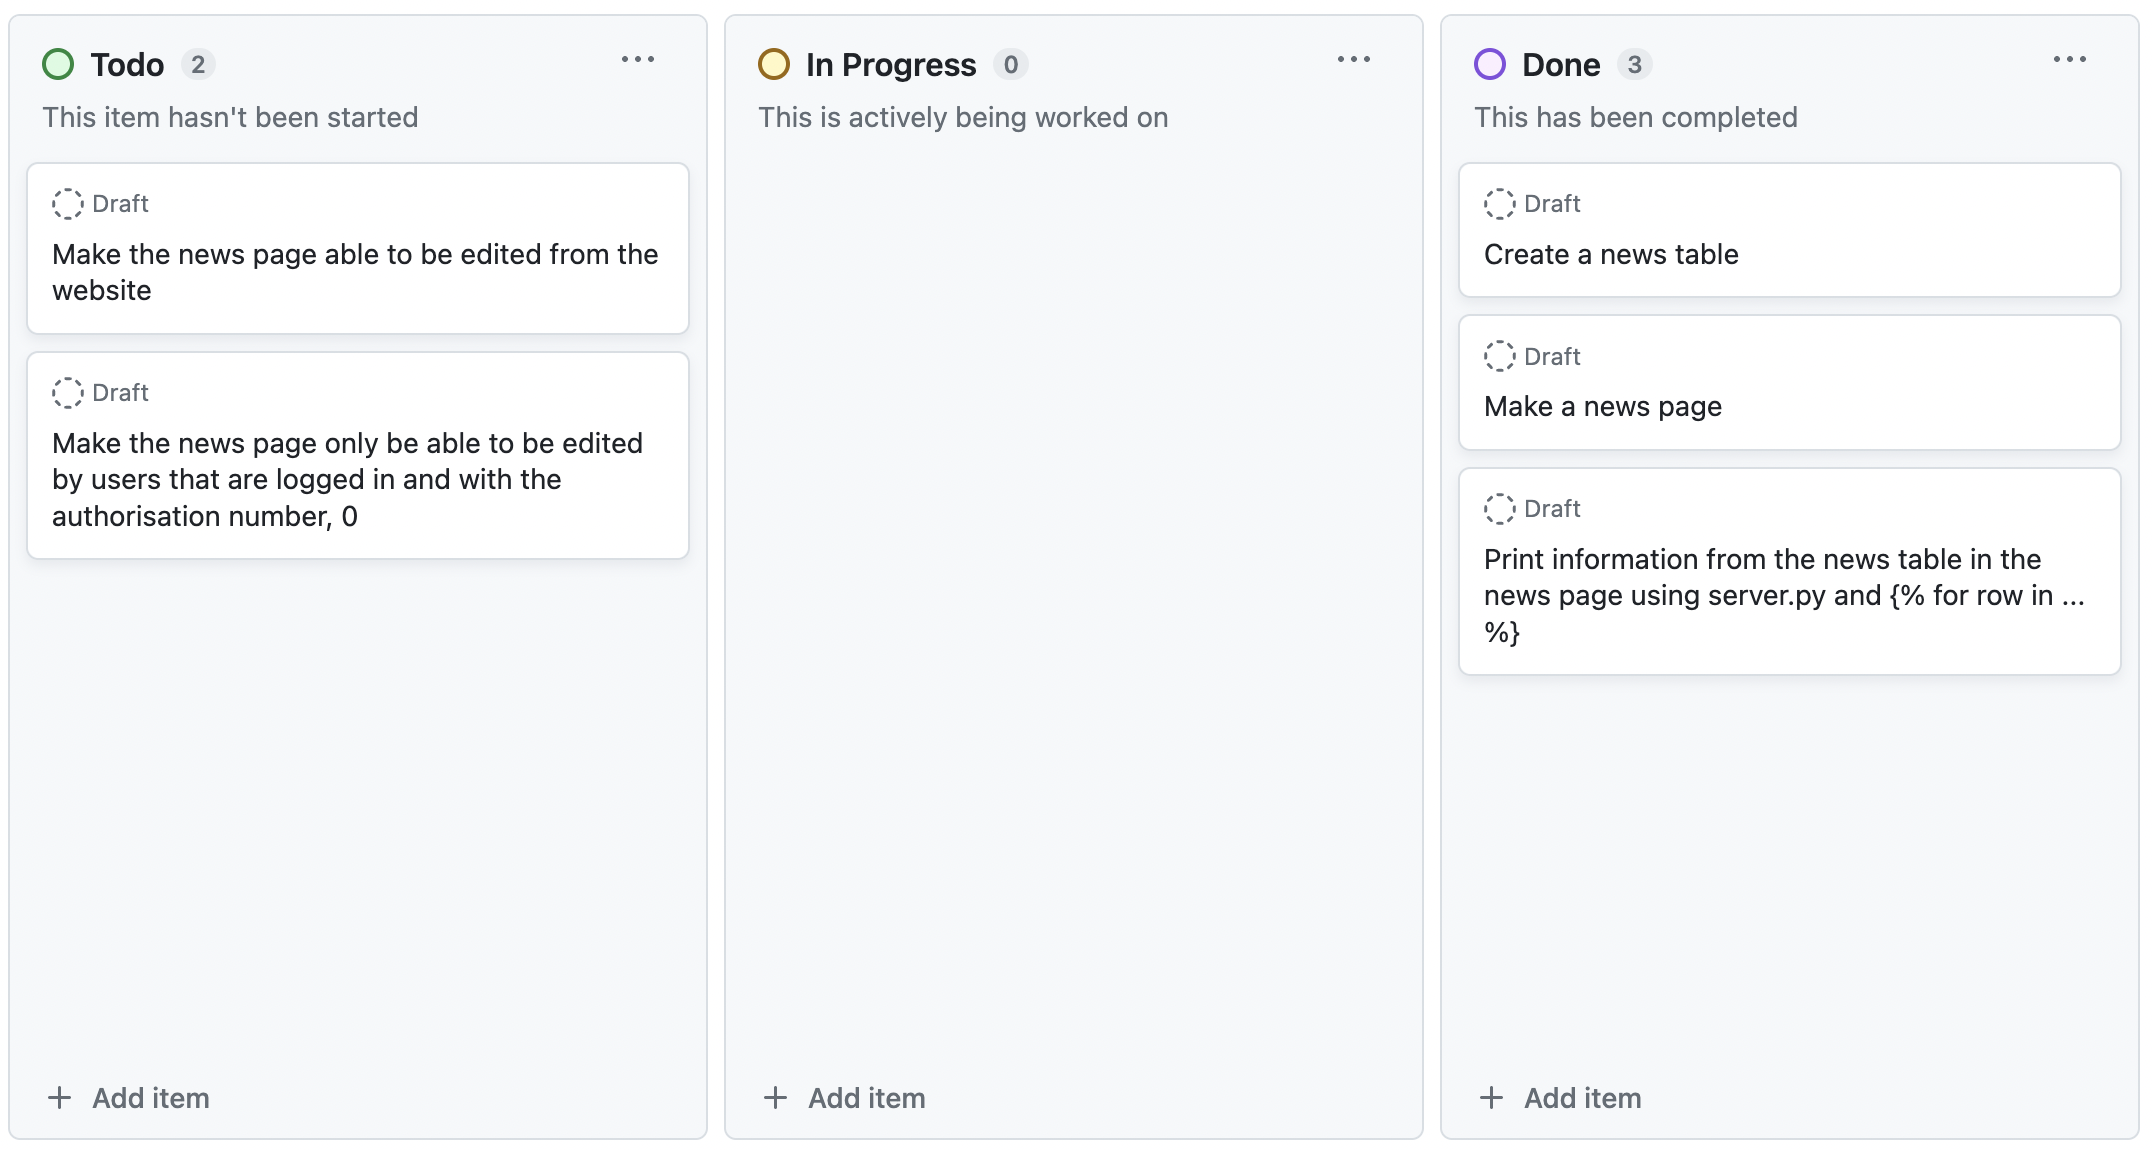 Todo 2
This item hasn't been started
Draft
Make the news page able to be edited from the
website
Draft
Make the news page only be able to be edited
by users that are logged in and with the
authorisation number, 0
+ Add item
In Progress 0
This is actively being worked on
+ Add item
Done 3
This has been completed
Draft
Create a news table
Draft
Make a news page
Draft
Print information from the news table in the
news page using server.py and {% for row in ...
%}
+ Add item